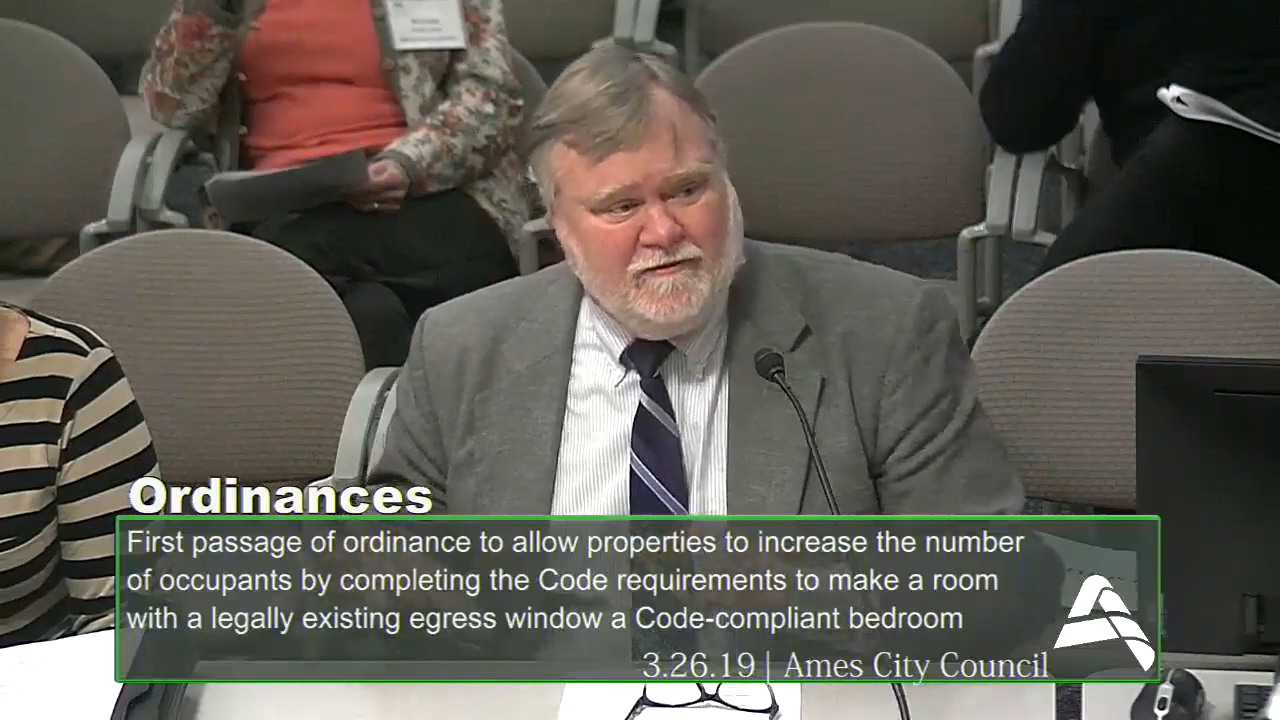 Ordinances
First passage of ordinance to allow properties to increase the number
of occupants by completing the Code requirements to make a room
with a legally existing egress window a Code-compliant bedroom
3.26.19 | Ames City Council